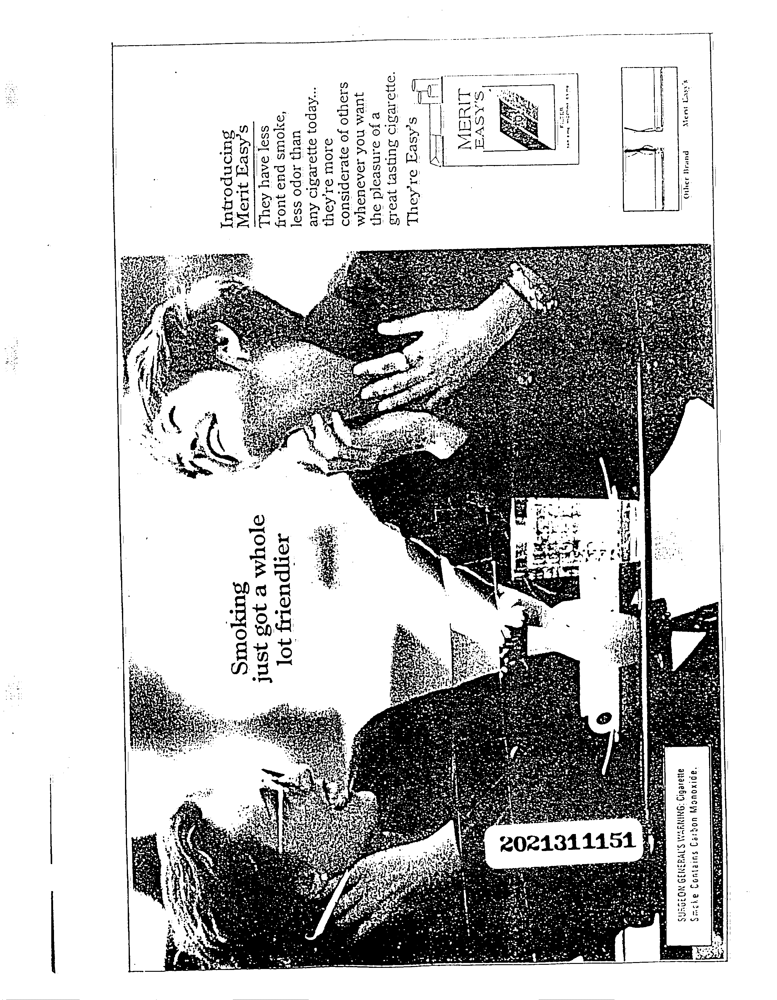 Smoking
just got a whole
lot friendlier
Introducing
Merit Easy's
They have less
front end smoke,
less odor than
any cigarette today...
they're more
considerate of others
whenever you want
the pleasure of a
great tasting cigarette.
They're Easy's
MERIT
EASY'S
FILTER
Other Brand
Merit Easy's
2021311151
SURGEON GENERAL'S WARNING: Cigarette
Smoke Contains Carbon Monoxide.